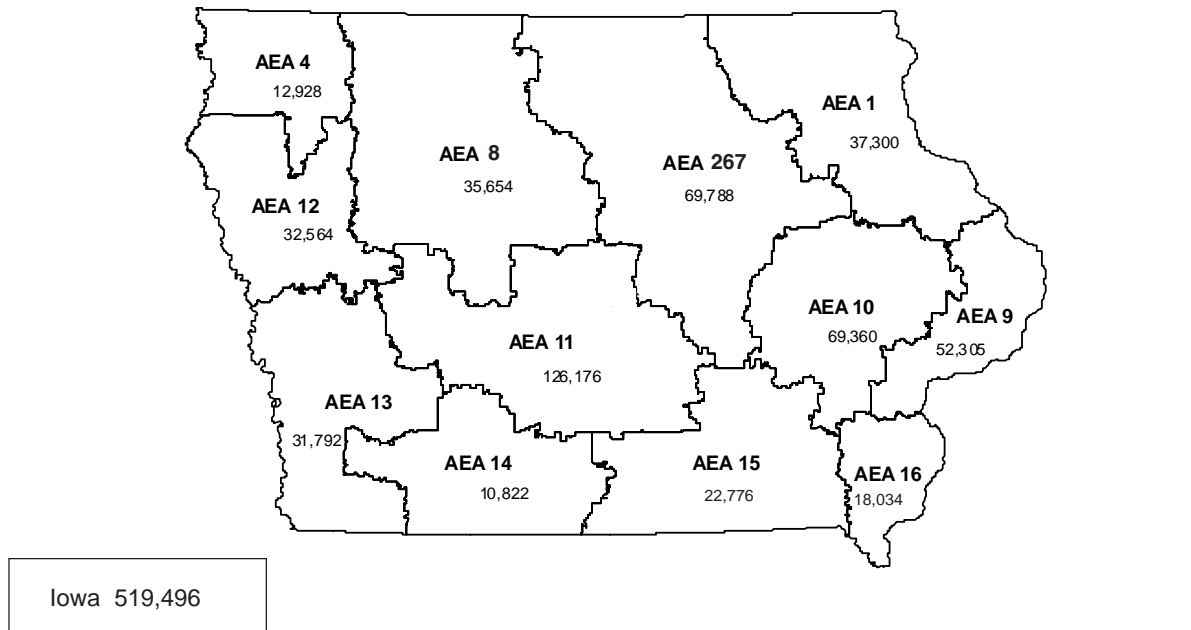 AEA 4
12,928
AEA 1
37,300
AEA 8
35,654
AEA 267
69,788
AEA 12
32,564
AEA 10
69,360
AEA 9
52,305
AEA 11
126,176
AEA 13
31,792
AEA 14
10,822
AEA 15
22,776
AEA 16
18,034
Iowa 519,496